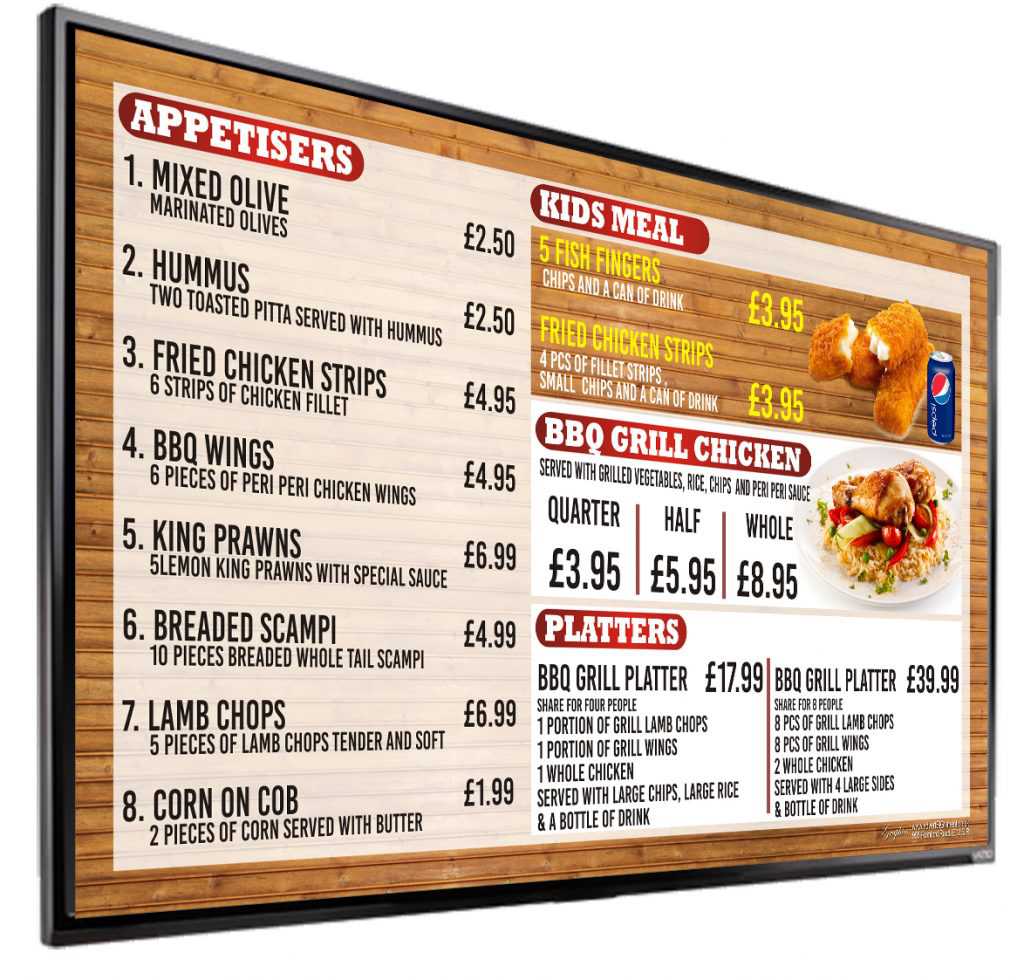 APPETISERS
1. MIXED OLIVE
MARINATED OLIVES
£2.50
2. HUMMUS
TWO TOASTED PITTA SERVED WITH HUMMUS
£2.50
3. FRIED CHICKEN STRIPS
6 STRIPS OF CHICKEN FILLET
£4.95
4. BBQ WINGS
6 PIECES OF PERI PERI CHICKEN WINGS
£4.95
5. KING PRAWNS
5LEMON KING PRAWNS WITH SPECIAL SAUCE
£6.99
6. BREADED SCAMPI
10 PIECES BREADED WHOLE TAIL SCAMPI
£4.99
7. LAMB CHOPS
5 PIECES OF LAMB CHOPS TENDER AND SOFT
£6.99
8. CORN ON COB
2 PIECES OF CORN SERVED WITH BUTTER
£1.99
KIDS MEAL
5 FISH FINGERS
CHIPS AND A CAN OF DRINK
£3.95
FRIED CHICKEN STRIPS
4 PCS OF FILLET STRIPS ,
SMALL CHIPS AND A CAN OF DRINK
£3.95
pepsi
BBQ GRILL CHICKEN
SERVED WITH GRILLED VEGETABLES, RICE, CHIPS AND PERI PERI SAUCE
QUARTER
£3.95
HALF
£5.95
WHOLE
£8.95
PLATTERS
BBQ GRILL PLATTER £17.99
SHARE FOR FOUR PEOPLE
1 PORTION OF GRILL LAMB CHOPS
1 PORTION OF GRILL WINGS
1 WHOLE CHICKEN
SERVED WITH LARGE CHIPS, LARGE RICE
& A BOTTLE OF DRINK
BBQ GRILL PLATTER £39.99
SHARE FOR 8 PEOPLE
8 PCS OF GRILL LAMB CHOPS
8 PCS OF GRILL WINGS
2 WHOLE CHICKEN
SERVED WITH 4 LARGE SIDES
& BOTTLE OF DRINK
VIZIO